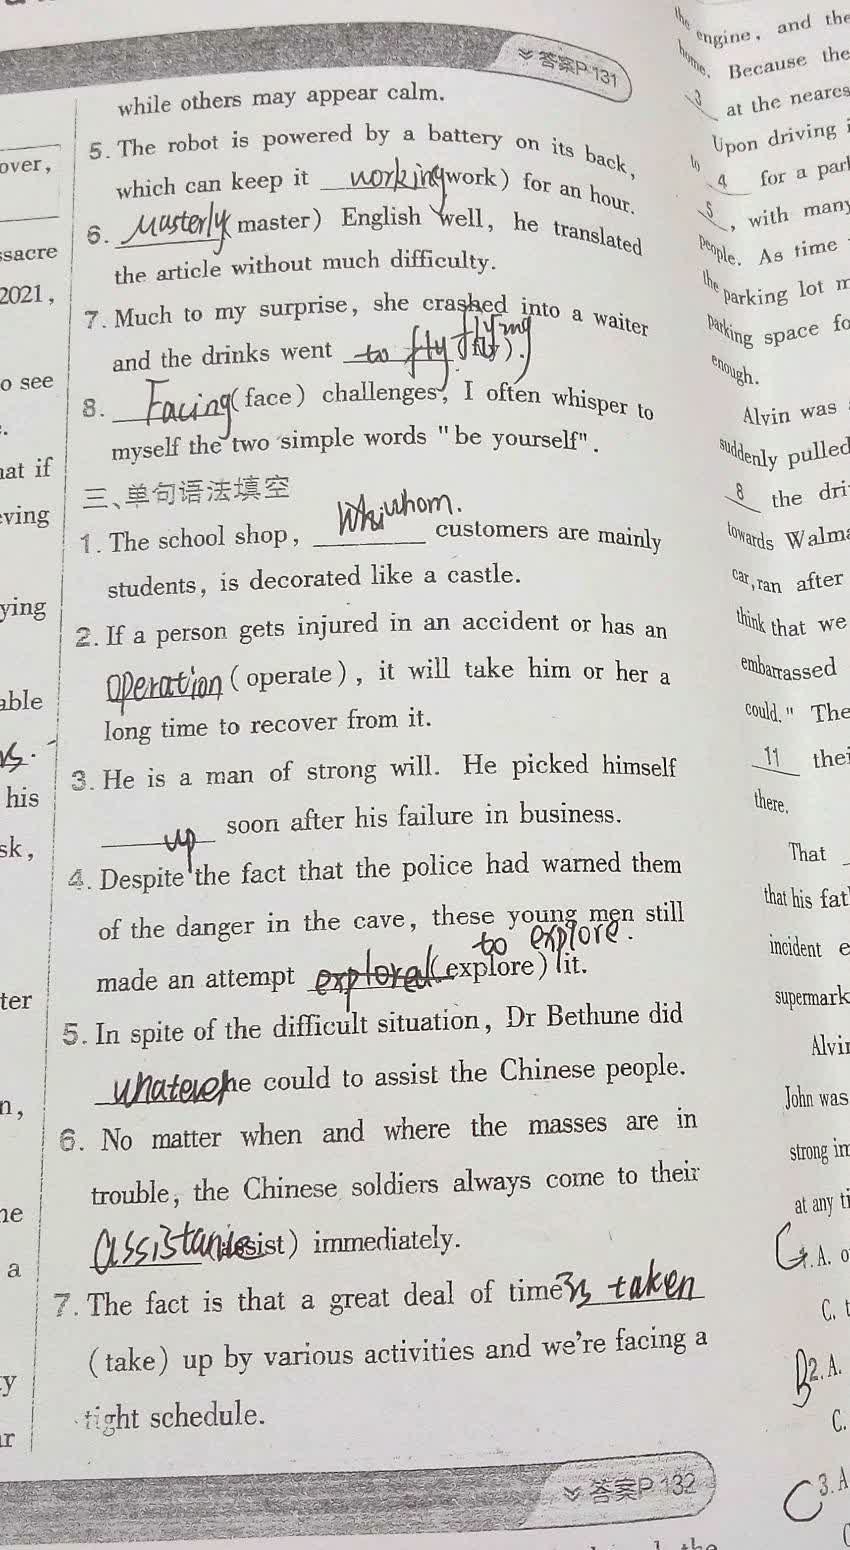 答案P 131
while others may appear calm.
5. The robot is powered by a battery on its back,
which can keep it working(work) for an hour.
6. Masterly(master) English well, he translated
the article without much difficulty.
7. Much to my surprise, she crashed into a waiter
and the drinks went to fly flying (fly).
8. Facing(face) challenges, I often whisper to
myself the two simple words "be yourself".
三、单句语法填空
1. The school shop, whom. customers are mainly
students, is decorated like a castle.
2. If a person gets injured in an accident or has an
operation (operate), it will take him or her a
long time to recover from it.
3. He is a man of strong will. He picked himself
up soon after his failure in business.
4. Despite the fact that the police had warned them
of the danger in the cave, these young men still
to explore.
made an attempt explored (explore) it.
5. In spite of the difficult situation, Dr Bethune did
whatever he could to assist the Chinese people.
6. No matter when and where the masses are in
trouble, the Chinese soldiers always come to their
(assist) immediately.
7. The fact is that a great deal of time is taken
(take) up by various activities and we're facing a
tight schedule.
答案P 132
over,
ssacre
2021,
o see
hat if
ving
ying
able
his
sk,
ter
n,
he
a
y
r
the engine, and the
home. Because the
3 at the neares
Upon driving i
to 4 for a par
5, with many
people. As time
the parking lot m
parking space fo
enough.
Alvin was
suddenly pulled
8 the dri
towards Walma
car, ran after
think that we
embarrassed
could." The
11 thei
there.
That
that his fat
incident e
supermark
Alvi
John was
strong im
at any ti
G 1. A. o
C. t
B 2. A.
C.
C 3. A